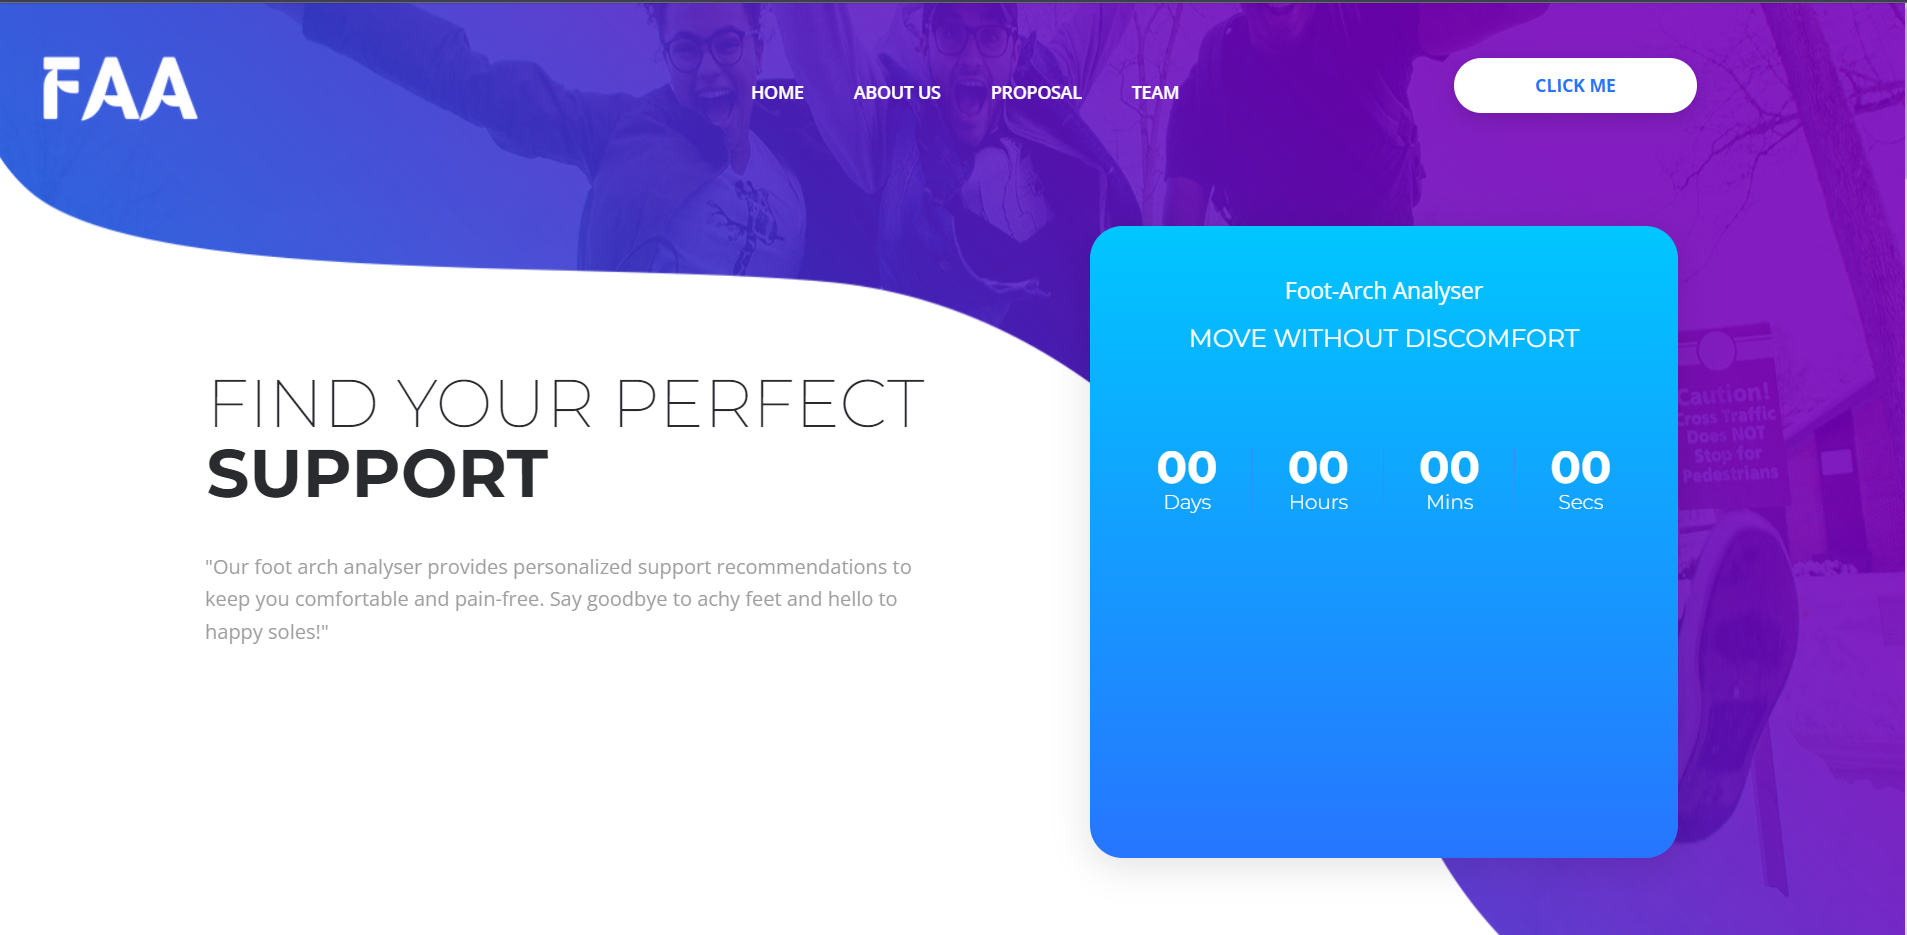 FAA
HOME ABOUT US PROPOSAL TEAM
CLICK ME
FIND YOUR PERFECT
SUPPORT
"Our foot arch analyser provides personalized support recommendations to
keep you comfortable and pain-free. Say goodbye to achy feet and hello to
happy soles!"
Foot-Arch Analyser
MOVE WITHOUT DISCOMFORT
00 00 00 00
Days Hours Mins Secs
Caution!
Cross Traffic
Does NOT
Stop for
Pedestrians